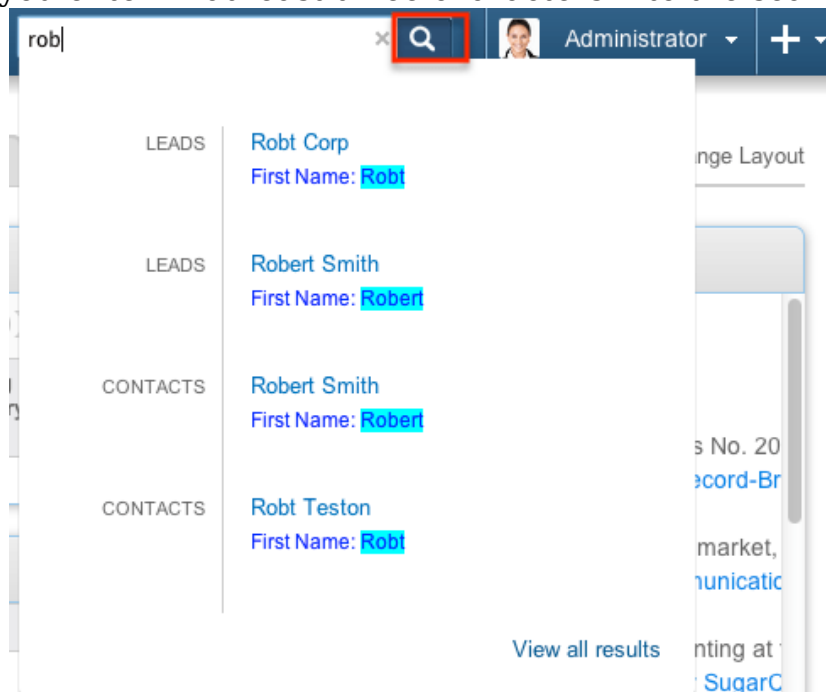 rob
Administrator
LEADS
Robt Corp
First Name: Robt
nge Layout
LEADS
Robert Smith
First Name: Robert
CONTACTS
Robert Smith
First Name: Robert
s No. 20
ecord-Br
CONTACTS
Robt Teston
First Name: Robt
market,
unicatic
View all results
nting at
SugarC